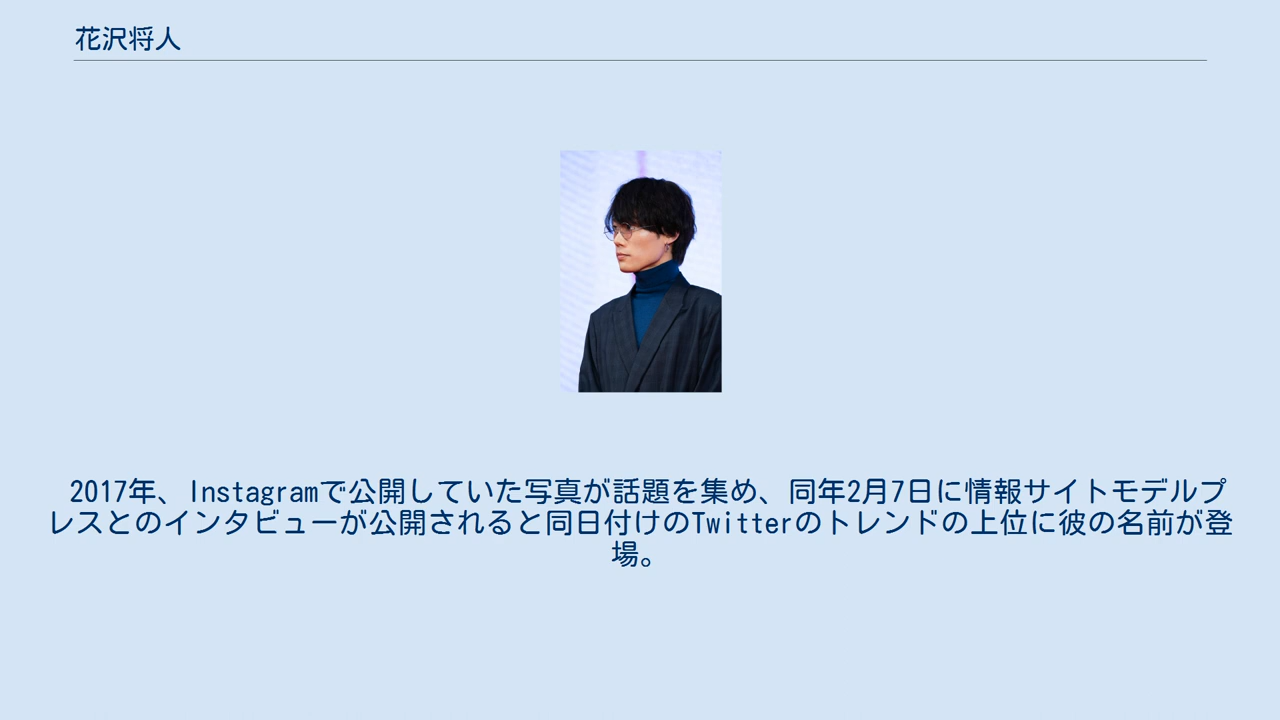 花沢将人
2017年、Instagramで公開していた写真が話題を集め、同年2月7日に情報サイトモデルプ
レスとのインタビューが公開されると同日付けのTwitterのトレンドの上位に彼の名前が登
場。